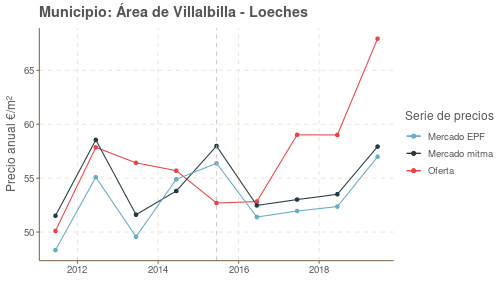 Municipio: Área de Villalbilla - Loeches
Precio anual €/m²
65
60
55
50
2012
2014
2016
2018
Serie de precios
Mercado EPF
Mercado mitma
Oferta